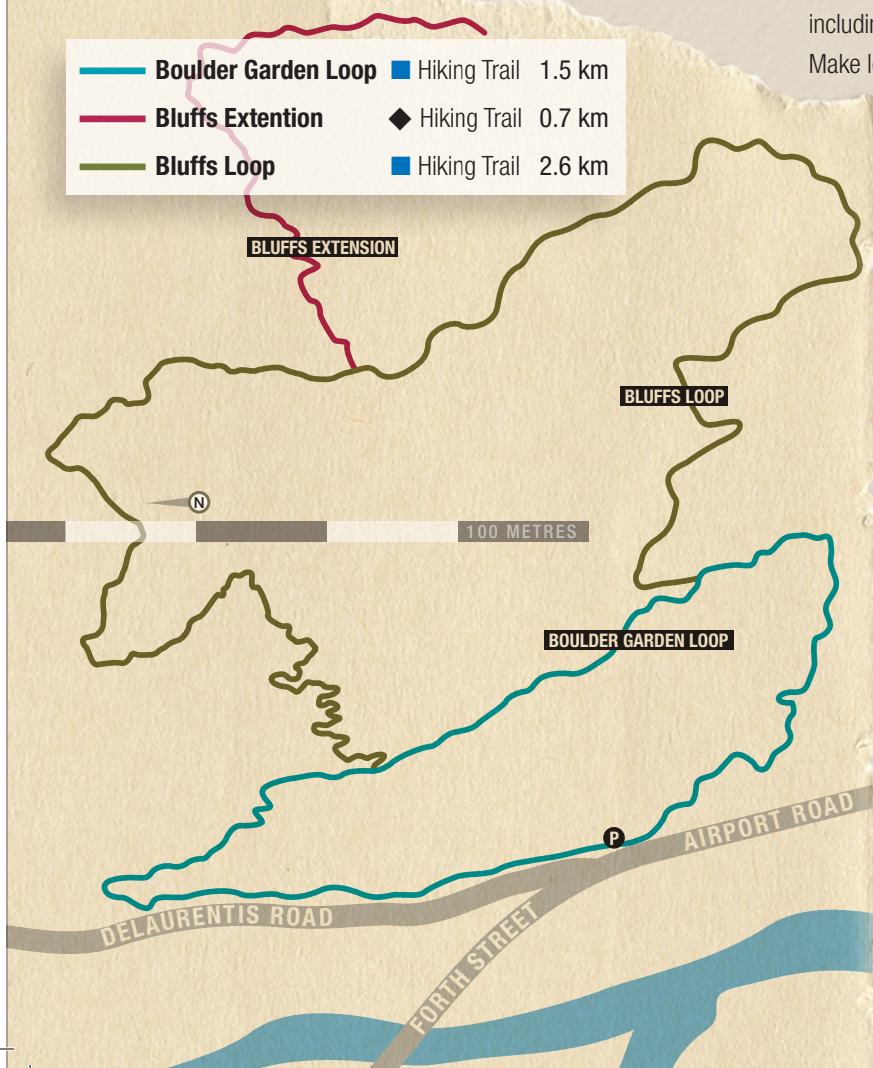 includin
Make l
Boulder Garden Loop Hiking Trail 1.5 km
Bluffs Extention Hiking Trail 0.7 km
Bluffs Loop Hiking Trail 2.6 km
BLUFFS EXTENSION
BLUFFS LOOP
N
100 METRES
BOULDER GARDEN LOOP
P
AIRPORT ROAD
DELAURENTIS ROAD
FORTH STREET